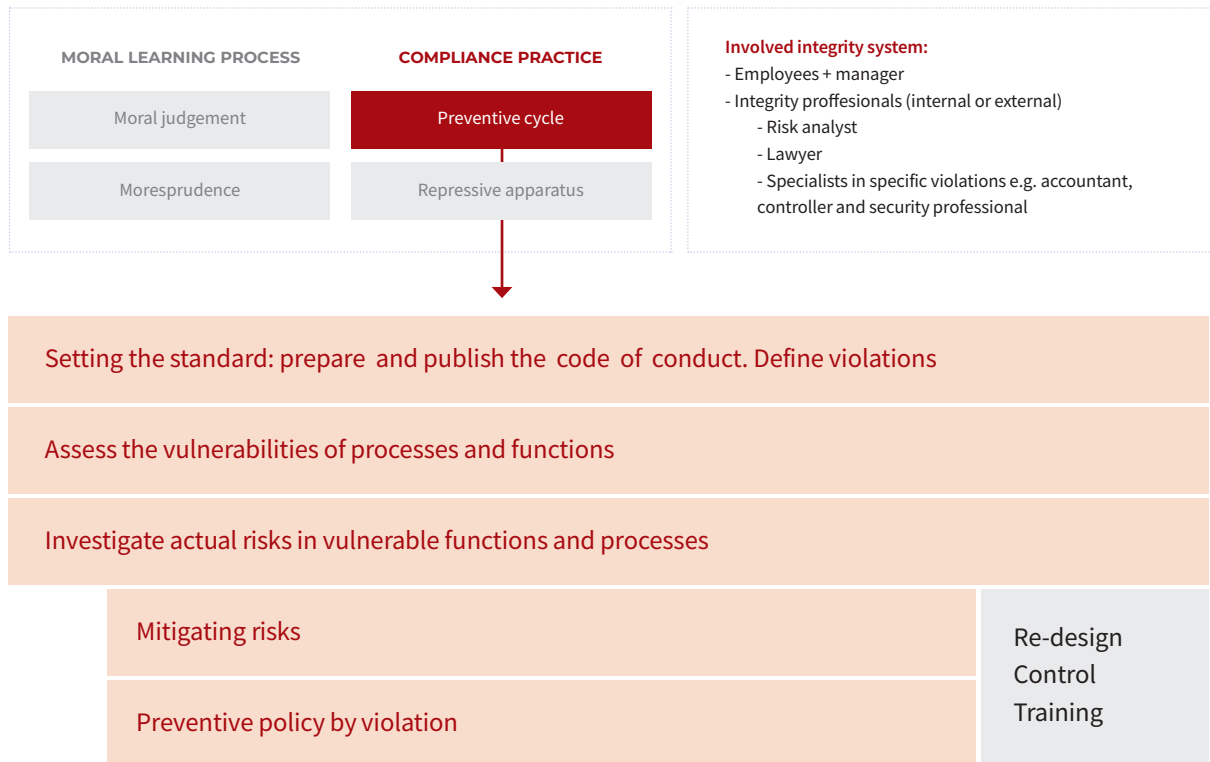 MORAL LEARNING PROCESS
Moral judgement
Moresprudence
COMPLIANCE PRACTICE
Preventive cycle
Repressive apparatus
Involved integrity system:
- Employees + manager
- Integrity proffesionals (internal or external)
- Risk analyst
- Lawyer
- Specialists in specific violations e.g. accountant,
controller and security professional
Setting the standard: prepare and publish the code of conduct. Define violations
Assess the vulnerabilities of processes and functions
Investigate actual risks in vulnerable functions and processes
Mitigating risks
Preventive policy by violation
Re-design
Control
Training